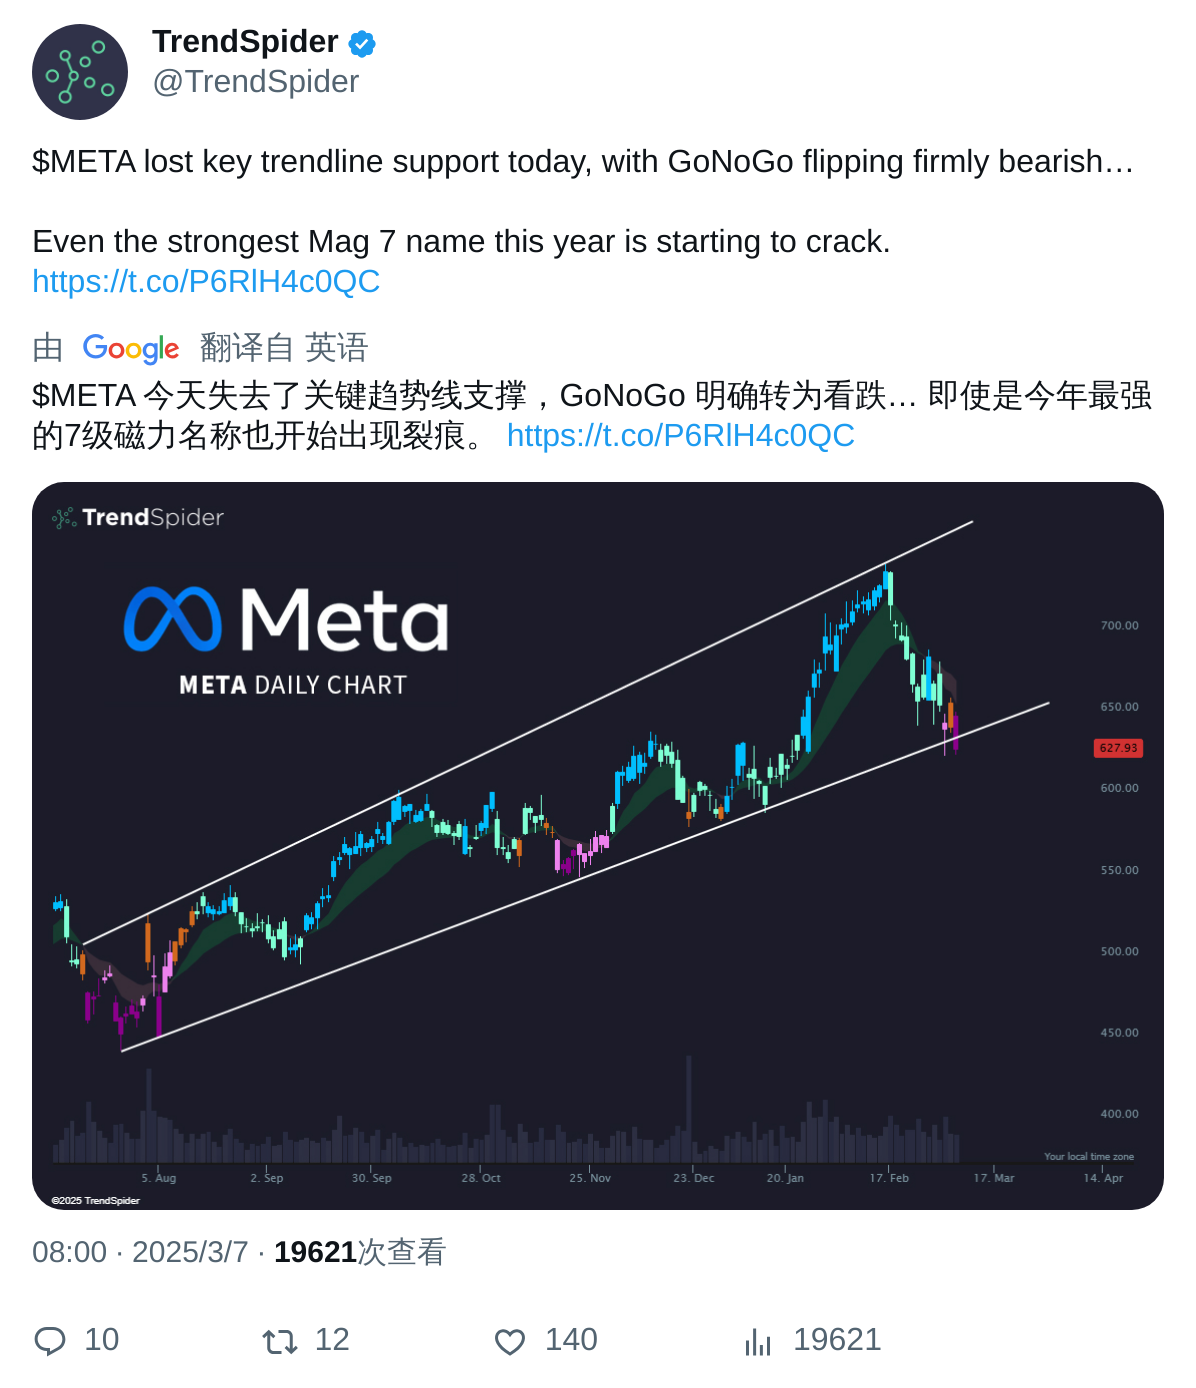 TrendSpider
@TrendSpider
$META lost key trendline support today, with GoNoGo flipping firmly bearish…
Even the strongest Mag 7 name this year is starting to crack.
https://t.co/P6RlH4c0QC
由 Google 翻译自 英语
$META 今天失去了关键趋势线支撑，GoNoGo 明确转为看跌… 即使是今年最强
的7级磁力名称也开始出现裂痕。 https://t.co/P6RlH4c0QC
TrendSpider
Meta
META DAILY CHART
700.00
650.00
627.93
600.00
550.00
500.00
450.00
400.00
Your local time zone
5. Aug 2. Sep 30. Sep 28. Oct 25. Nov 23. Dec 20. Jan 17. Feb 17. Mar 14. Apr
©2025 TrendSpider
08:00 · 2025/3/7 · 19621次查看
10 12 140 19621